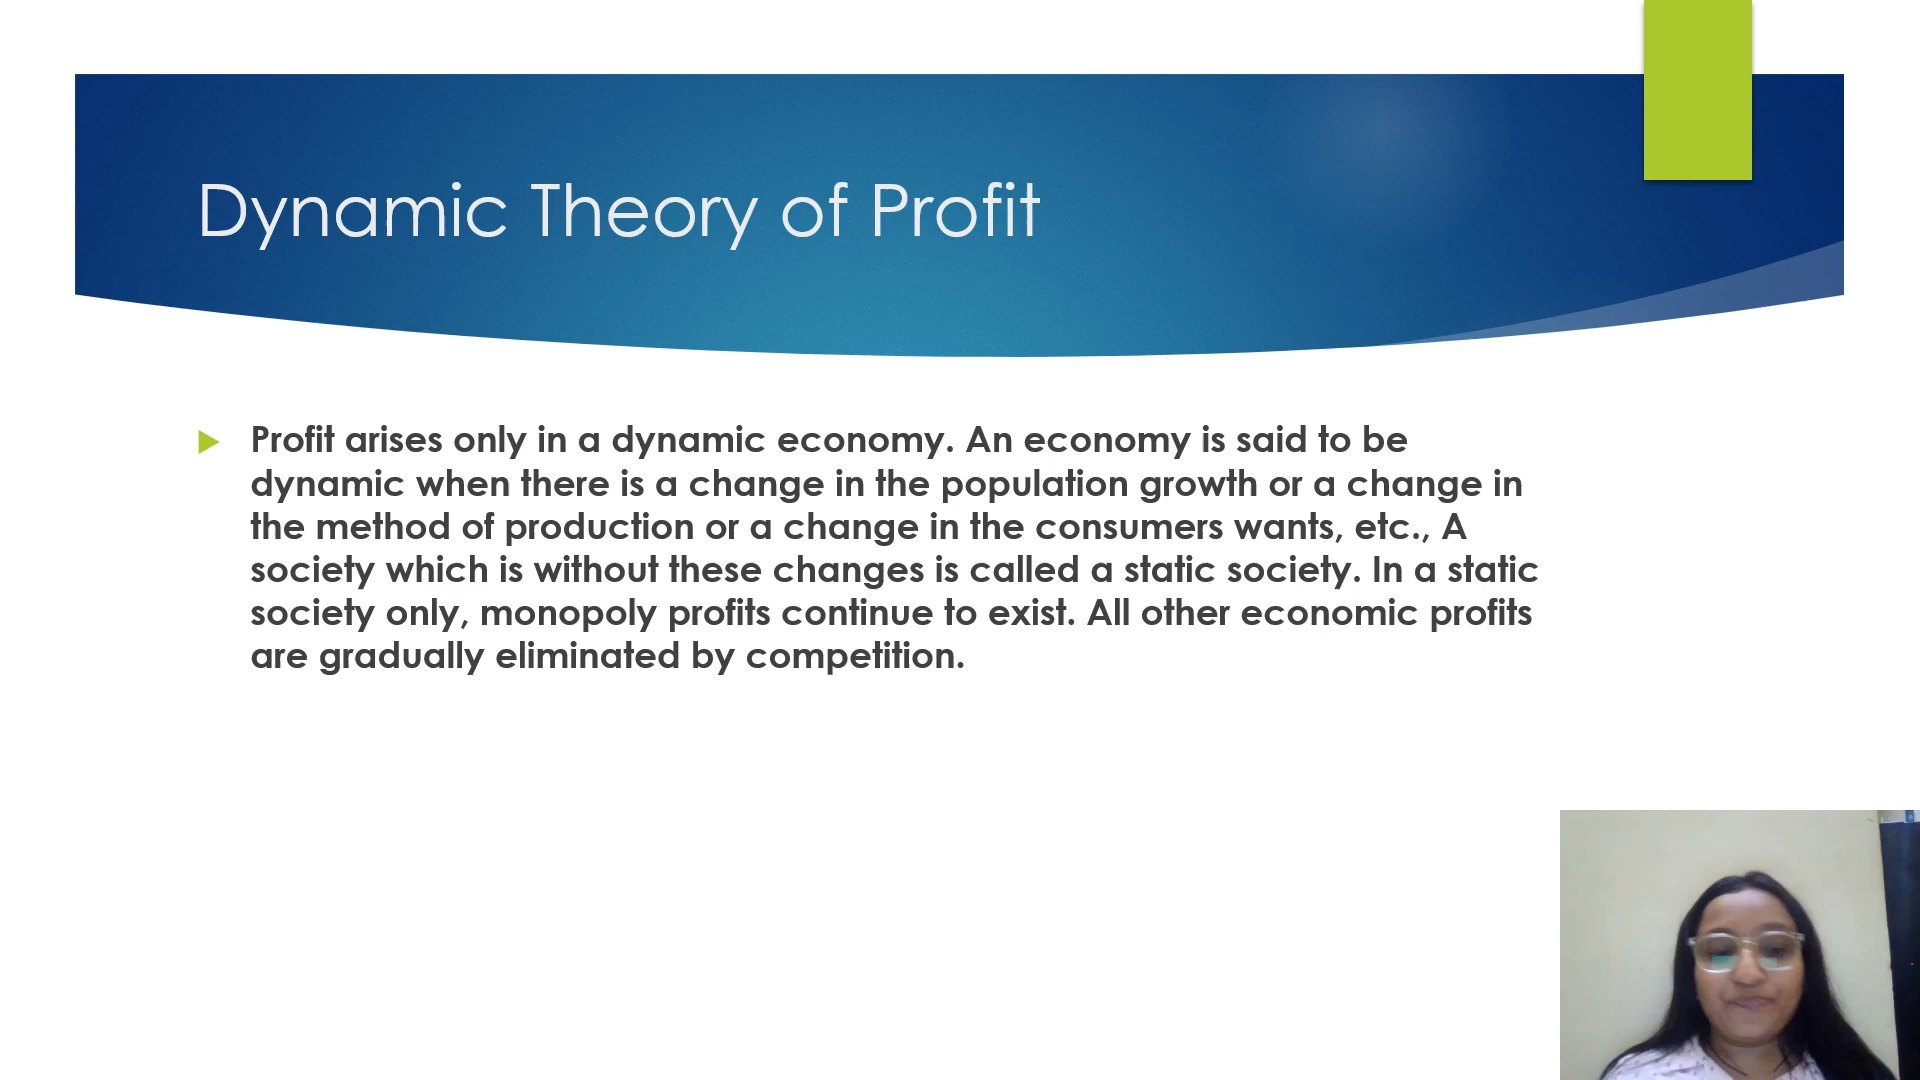 Dynamic Theory of Profit
Profit arises only in a dynamic economy. An economy is said to be
dynamic when there is a change in the population growth or a change in
the method of production or a change in the consumers wants, etc., A
society which is without these changes is called a static society. In a static
society only, monopoly profits continue to exist. All other economic profits
are gradually eliminated by competition.